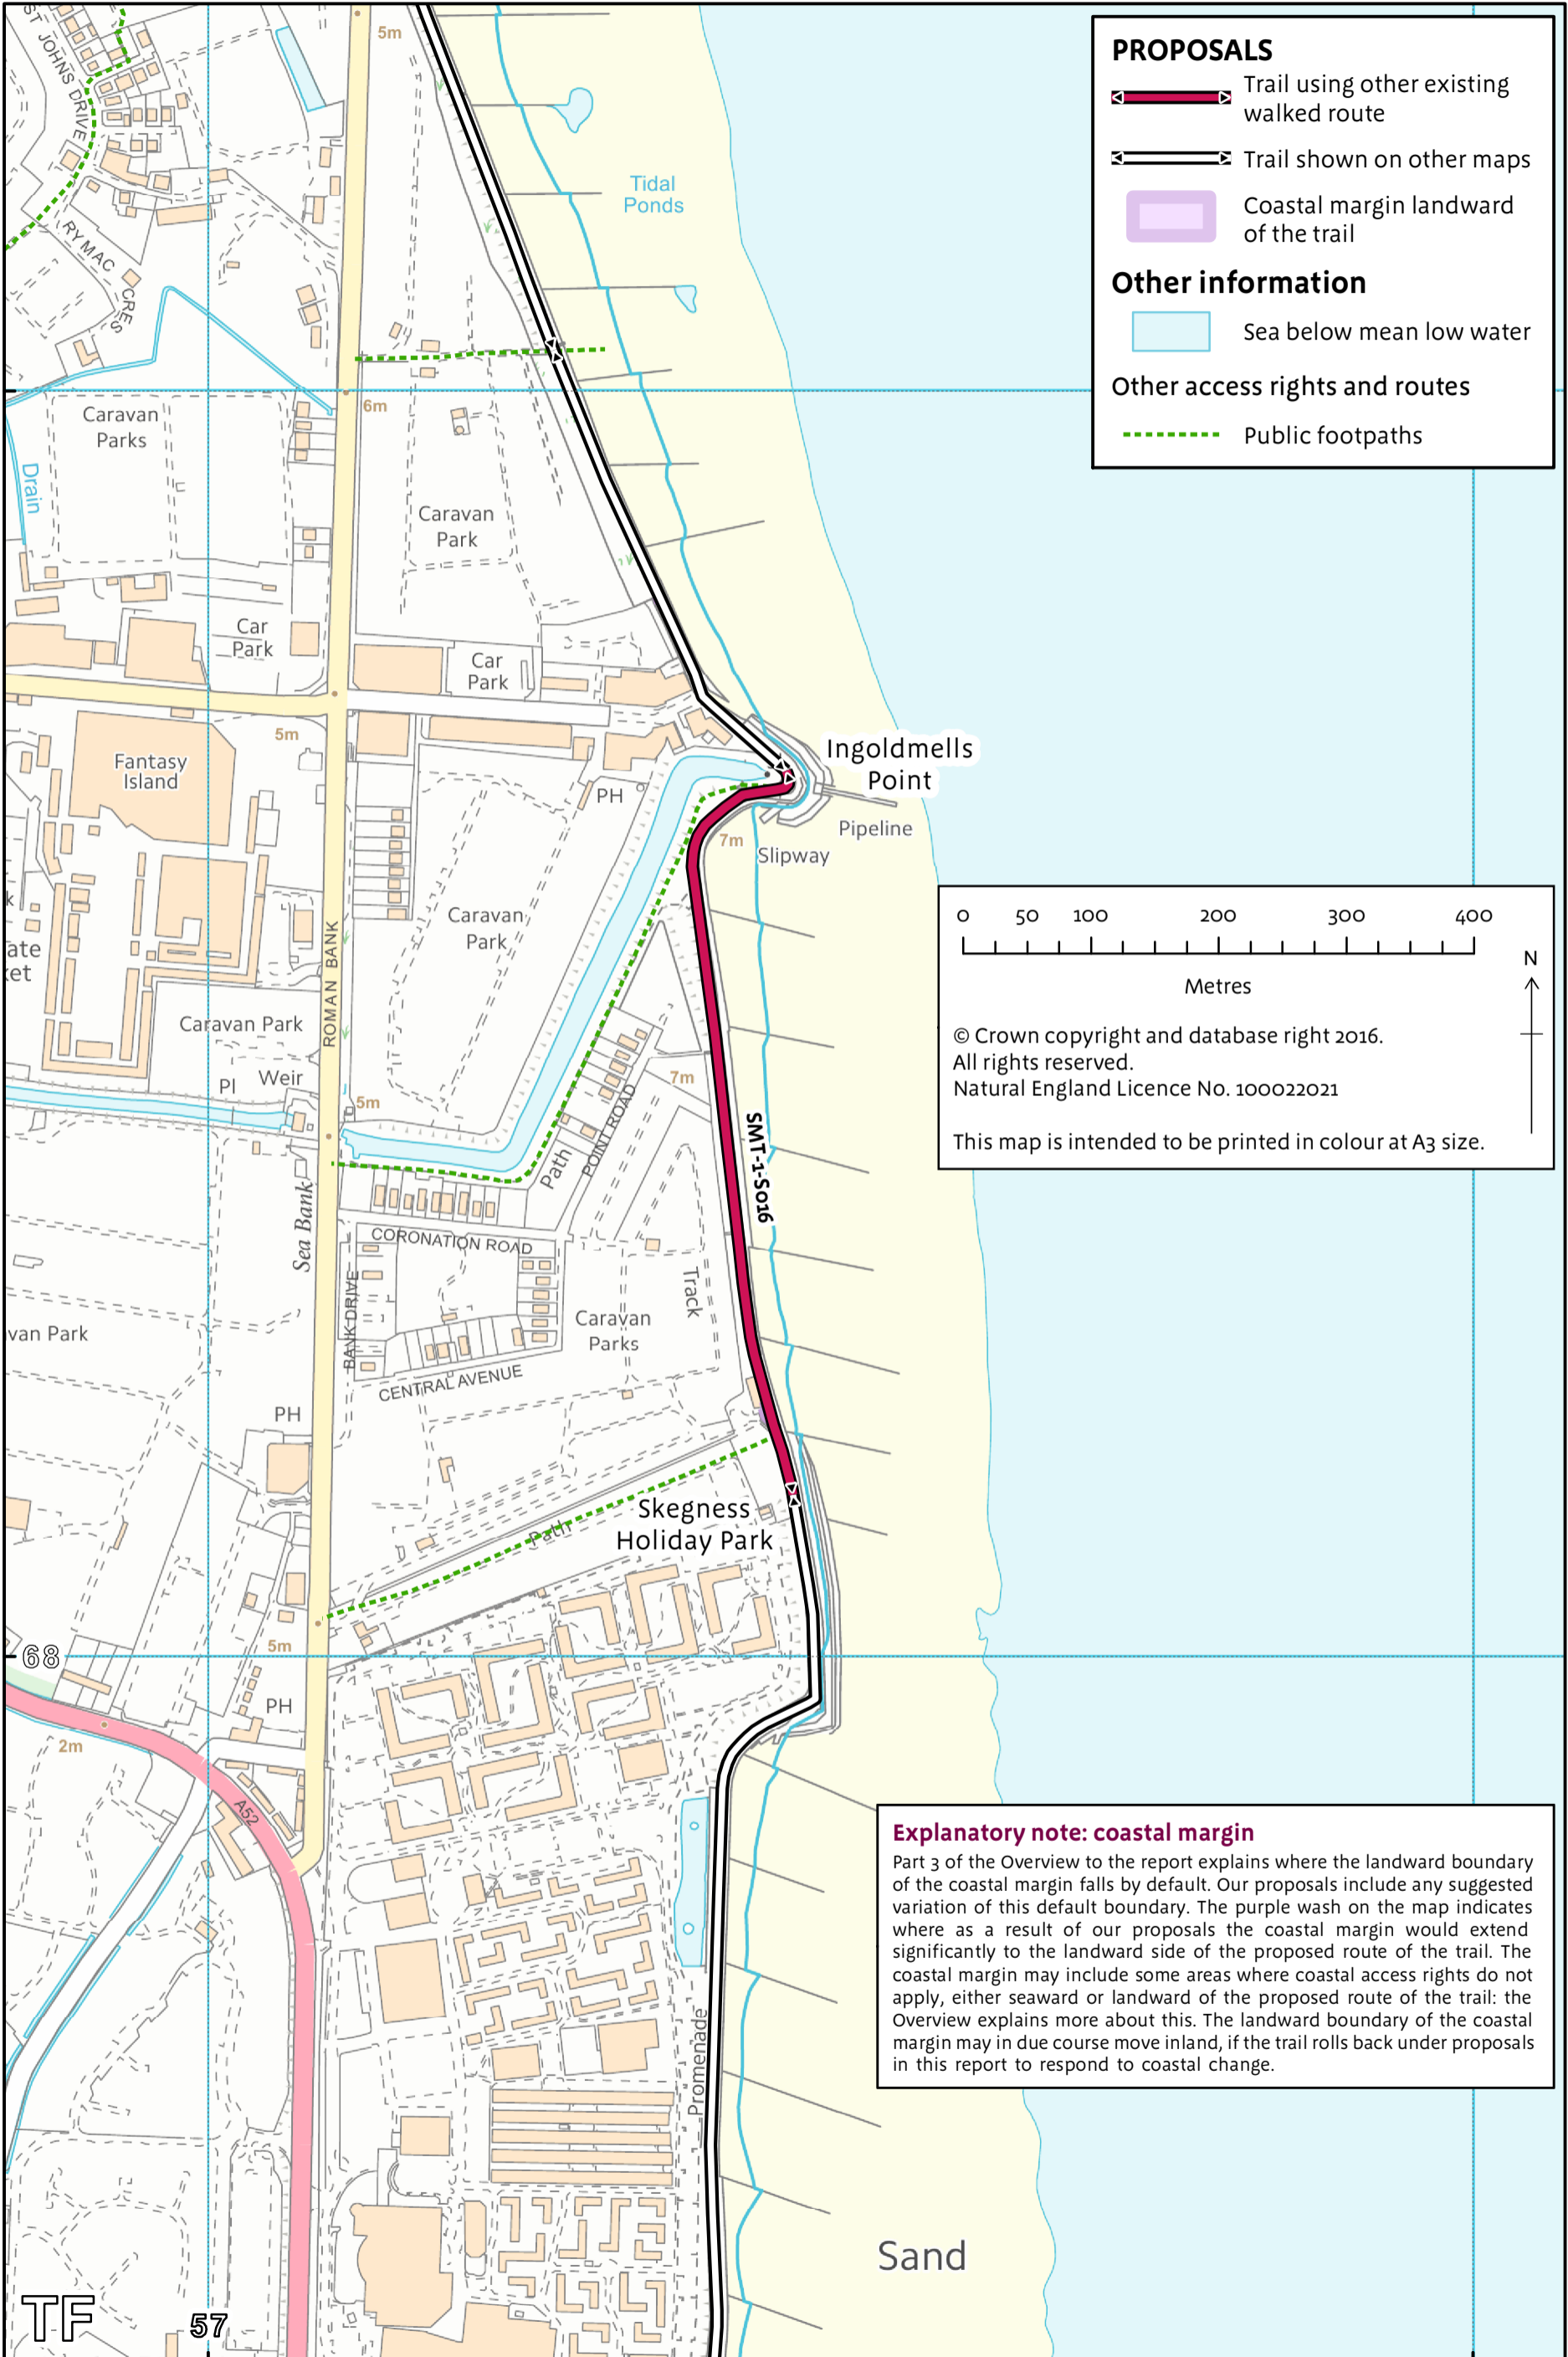 PROPOSALS
Trail using other existing
walked route
Trail shown on other maps
Coastal margin landward
of the trail
Other information
Sea below mean low water
Other access rights and routes
Public footpaths
ST JOHNS DRIVE
5m
Tidal
Ponds
RYMAC
CRES
6m
Caravan
Parks
Drain
Caravan
Park
Car
Park
Car
Park
5m
Fantasy
Island
PH
Ingoldmells
Point
Pipeline
7m
Slipway
Caravan
Park
ROMAN BANK
ate
ket
Caravan Park
PI
Weir
5m
7m
Path
POINT ROAD
SMT-1-S016
Sea Bank
CORONATION ROAD
BANK DRIVE
Track
Caravan
Parks
van Park
CENTRAL AVENUE
PH
Path
Skegness
Holiday Park
5m
68
PH
2m
A52
Promenade
Sand
TF
57
0 50 100 200 300 400
Metres
N
© Crown copyright and database right 2016.
All rights reserved.
Natural England Licence No. 100022021
This map is intended to be printed in colour at A3 size.
Explanatory note: coastal margin
Part 3 of the Overview to the report explains where the landward boundary
of the coastal margin falls by default. Our proposals include any suggested
variation of this default boundary. The purple wash on the map indicates
where as a result of our proposals the coastal margin would extend
significantly to the landward side of the proposed route of the trail. The
coastal margin may include some areas where coastal access rights do not
apply, either seaward or landward of the proposed route of the trail: the
Overview explains more about this. The landward boundary of the coastal
margin may in due course move inland, if the trail rolls back under proposals
in this report to respond to coastal change.